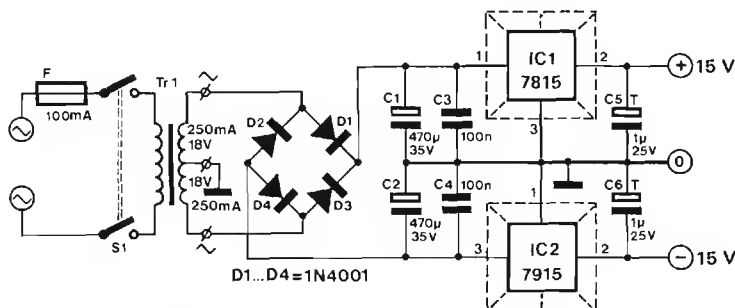 F
100mA
S1
Tr1
250mA
18V
18V
250mA
D2
D1
D4
D3
D1...D4=1N4001
C1
470µ
35V
C3
100n
C2
470µ
35V
C4
100n
1
IC1
7815
2
3
1
3
IC2
7915
2
C5
T
1µ
25V
C6
T
1µ
25V
+ 15 V
0
− 15 V